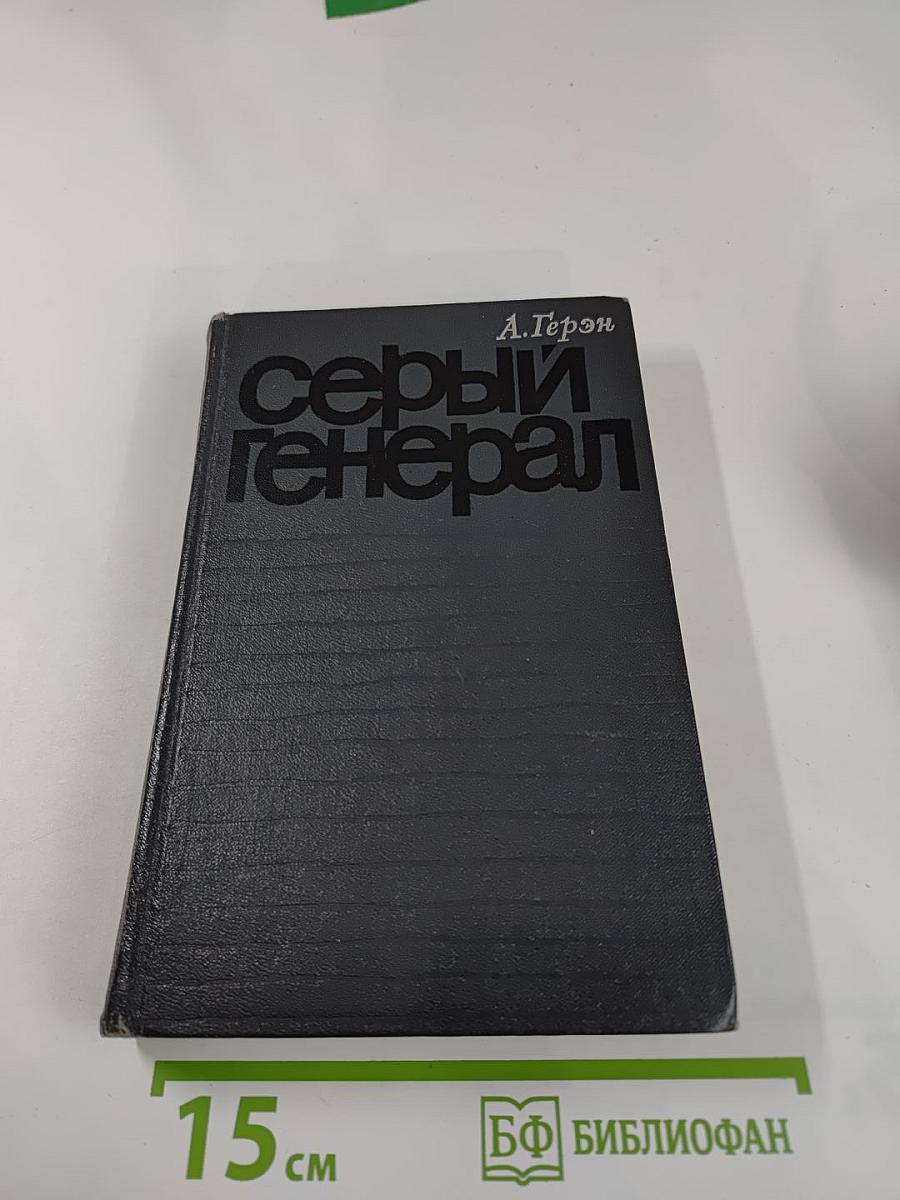 А. Герэн
серый
генерал
15 см
БФ БИБЛИОФАН